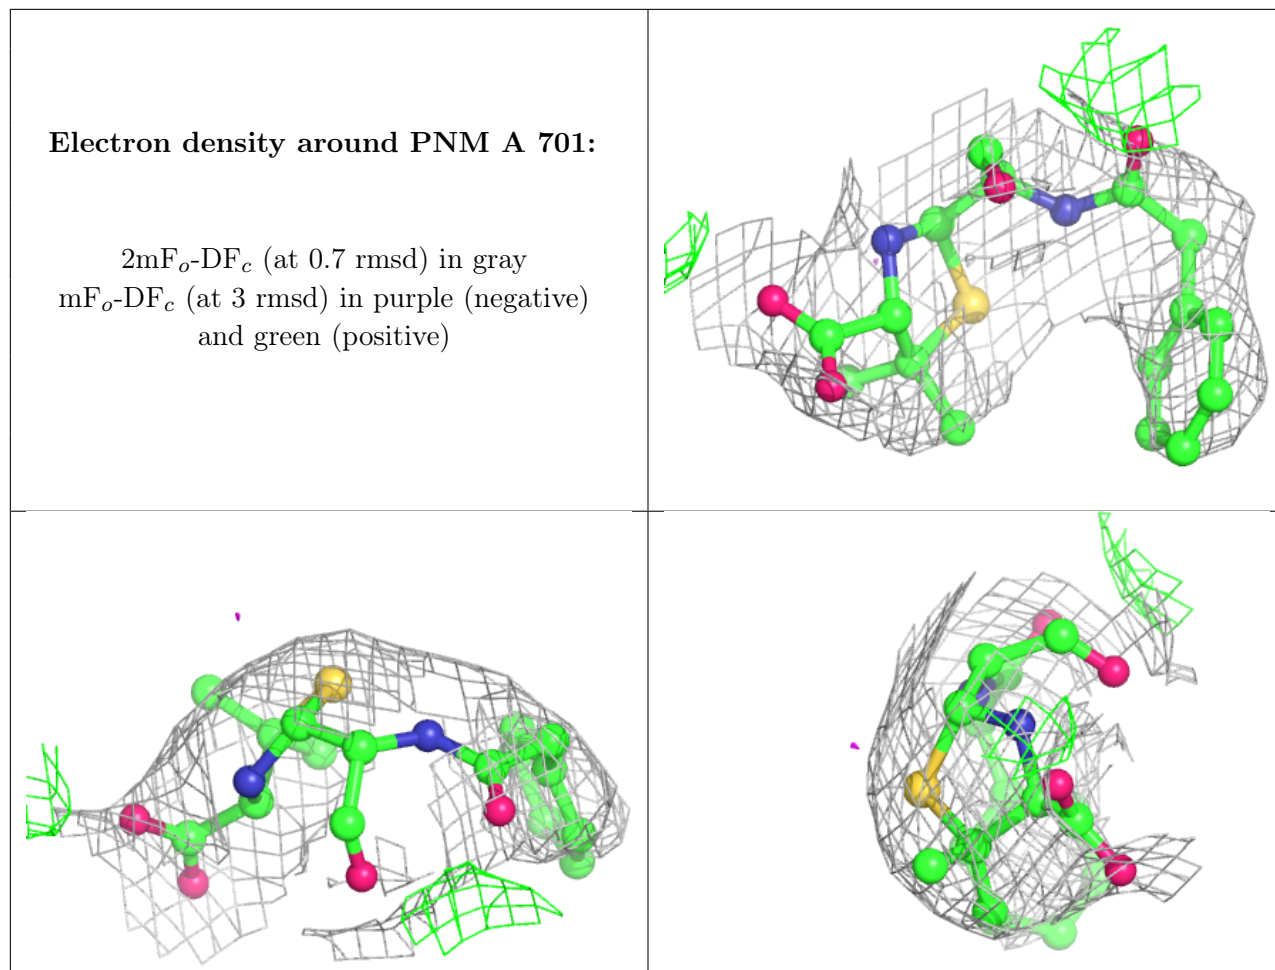 Electron density around PNM A 701:
2mFo-DFc (at 0.7 rmsd) in gray
mFo-DFc (at 3 rmsd) in purple (negative)
and green (positive)